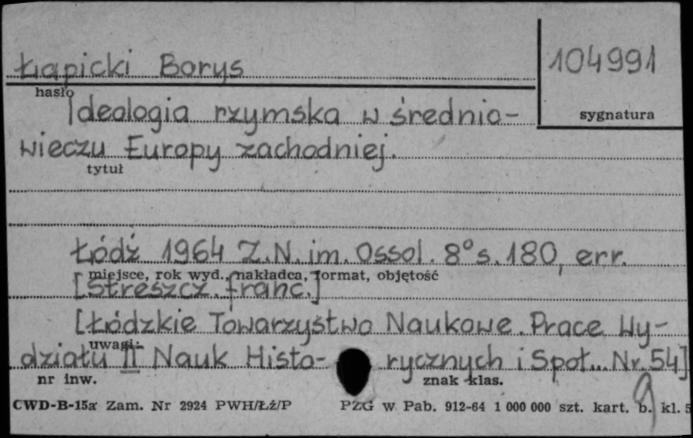 Łapicki Borys
104991
hasło
sygnatura
Ideologia rzymska w średnio-
wieczu Europy zachodniej.
tytuł
Łódź 1964 Z.N. im. Ossol. 8° s. 180, err.
miejsce, rok wyd., nakładca, format, objętość
[Streszcz. franc.]
[Łódzkie Towarzystwo Naukowe. Prace Wy-
uwagi:
działu II Nauk Histo-rycznych i Społ... Nr. 54]
nr inw.
znak klas.
CWD-B-15a Zam. Nr 2924 PWH/Łź/P PZG w Pab. 912-64 1 000 000 szt. kart. b. kl. 5